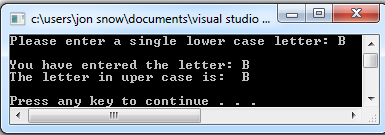 c:\users\jon snow\documents\visual studio ...
Please enter a single lower case letter: B
You have entered the letter: B
The letter in uper case is: B
Press any key to continue . . .